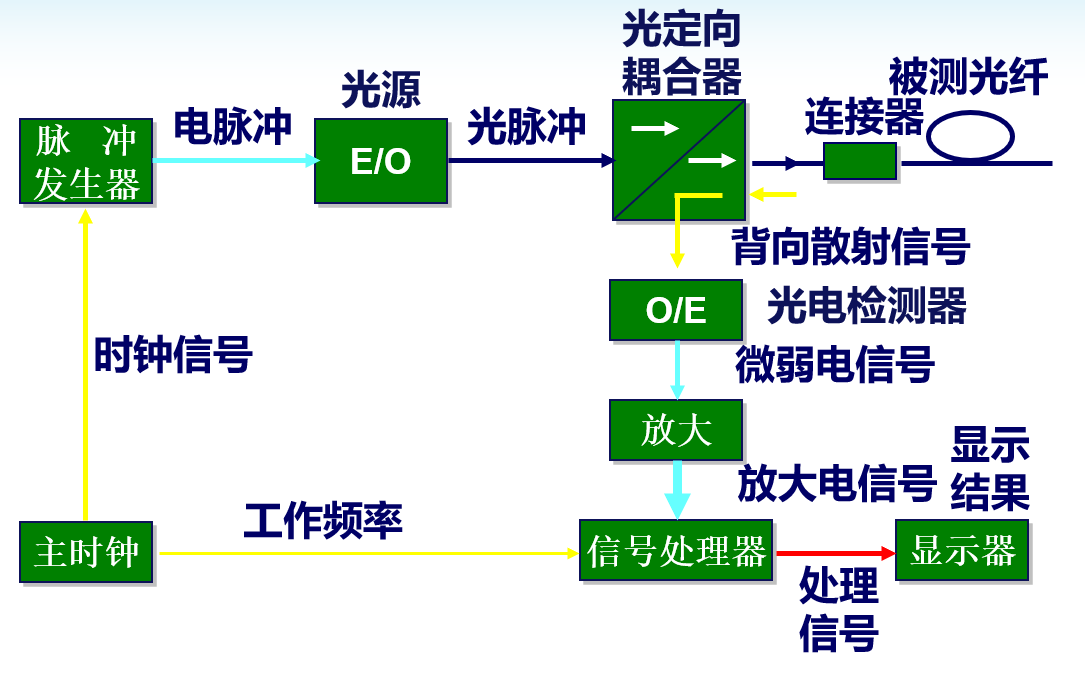 光定向
耦合器
被测光纤
光源
电脉冲
光脉冲
连接器
脉 冲
发生器
E/O
背向散射信号
O/E
光电检测器
时钟信号
微弱电信号
放大
显示
结果
放大电信号
工作频率
主时钟
信号处理器
显示器
处理
信号